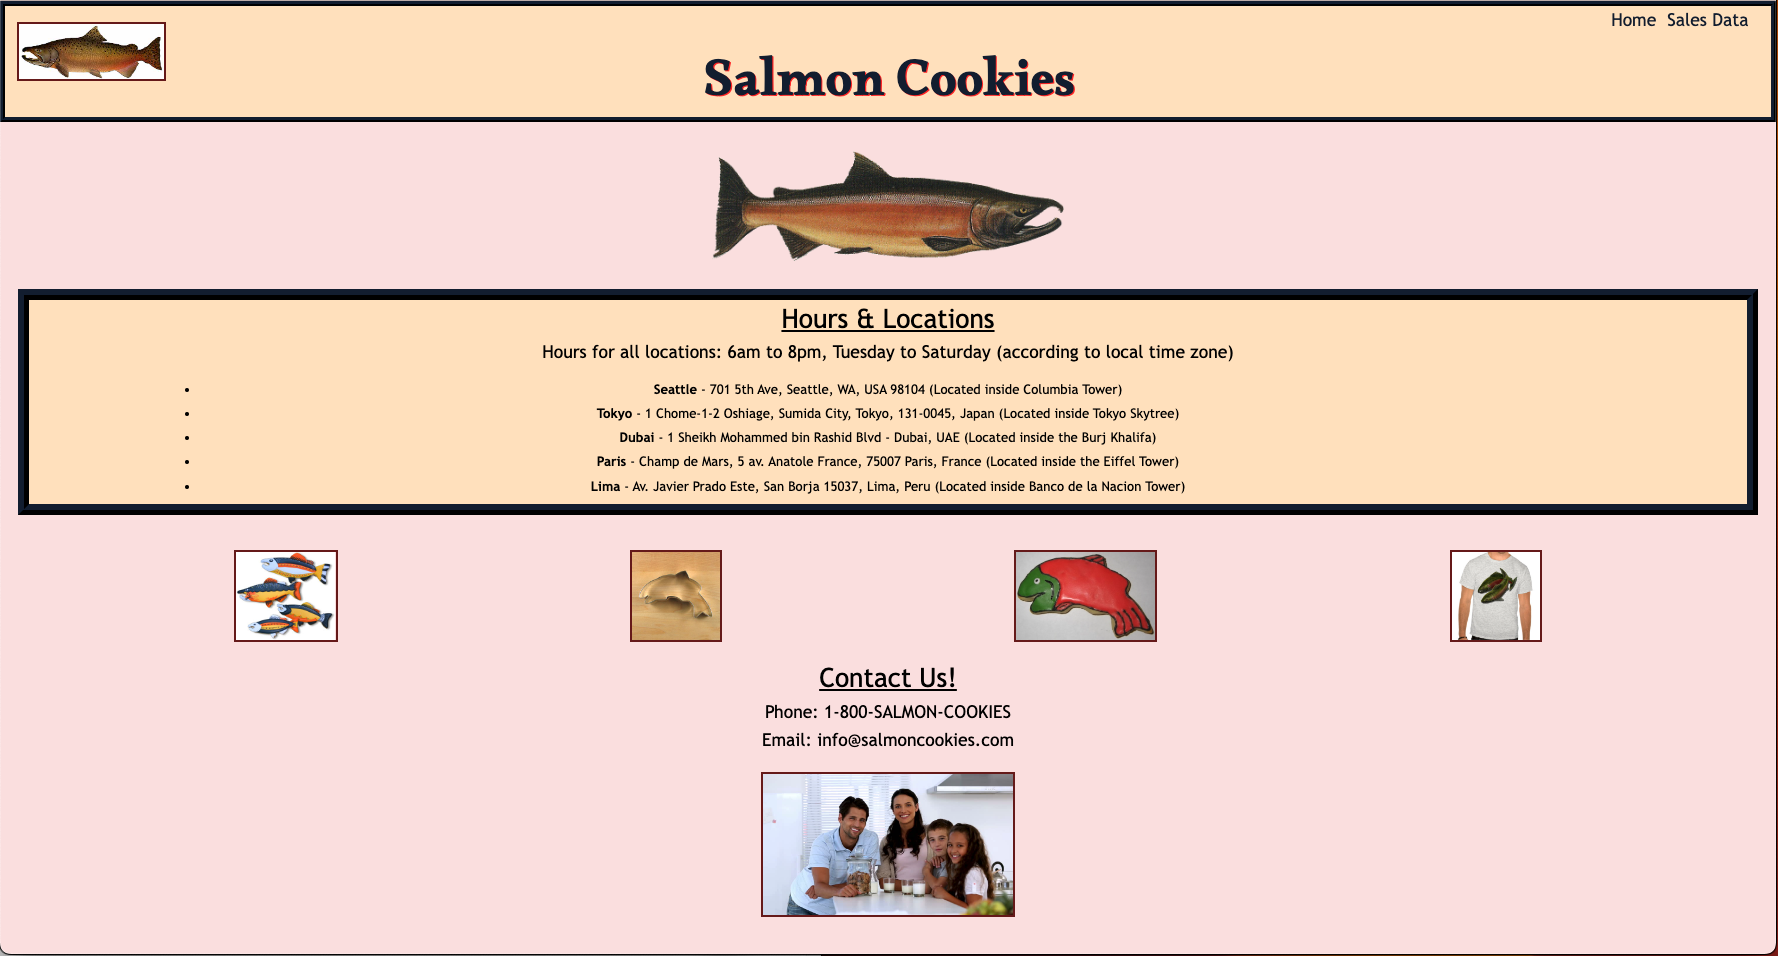 Home Sales Data
Salmon Cookies
Hours & Locations
Hours for all locations: 6am to 8pm, Tuesday to Saturday (according to local time zone)
• Seattle - 701 5th Ave, Seattle, WA, USA 98104 (Located inside Columbia Tower)
• Tokyo - 1 Chome-1-2 Oshiage, Sumida City, Tokyo, 131-0045, Japan (Located inside Tokyo Skytree)
• Dubai - 1 Sheikh Mohammed bin Rashid Blvd - Dubai, UAE (Located inside the Burj Khalifa)
• Paris - Champ de Mars, 5 av. Anatole France, 75007 Paris, France (Located inside the Eiffel Tower)
• Lima - Av. Javier Prado Este, San Borja 15037, Lima, Peru (Located inside Banco de la Nacion Tower)
Contact Us!
Phone: 1-800-SALMON-COOKIES
Email: info@salmoncookies.com